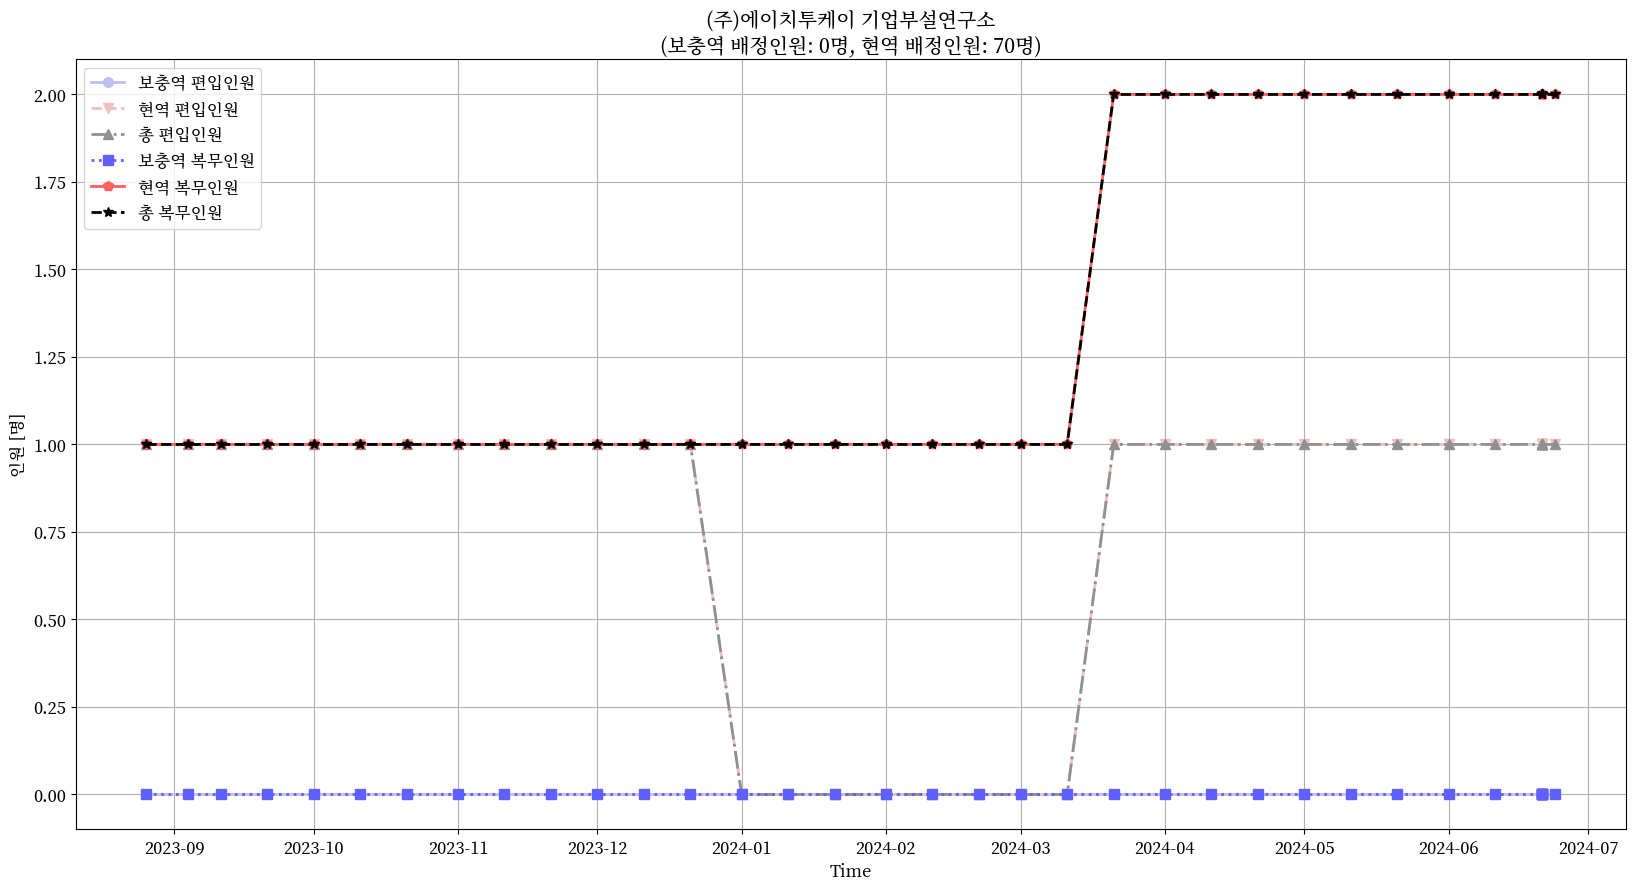 (주)에이치투케이 기업부설연구소
(보충역 배정인원: 0명, 현역 배정인원: 70명)
보충역 편입인원
현역 편입인원
총 편입인원
보충역 복무인원
현역 복무인원
총 복무인원
2.00
1.75
1.50
1.25
1.00
0.75
0.50
0.25
0.00
인원 [명]
2023-09 2023-10 2023-11 2023-12 2024-01 2024-02 2024-03 2024-04 2024-05 2024-06 2024-07
Time